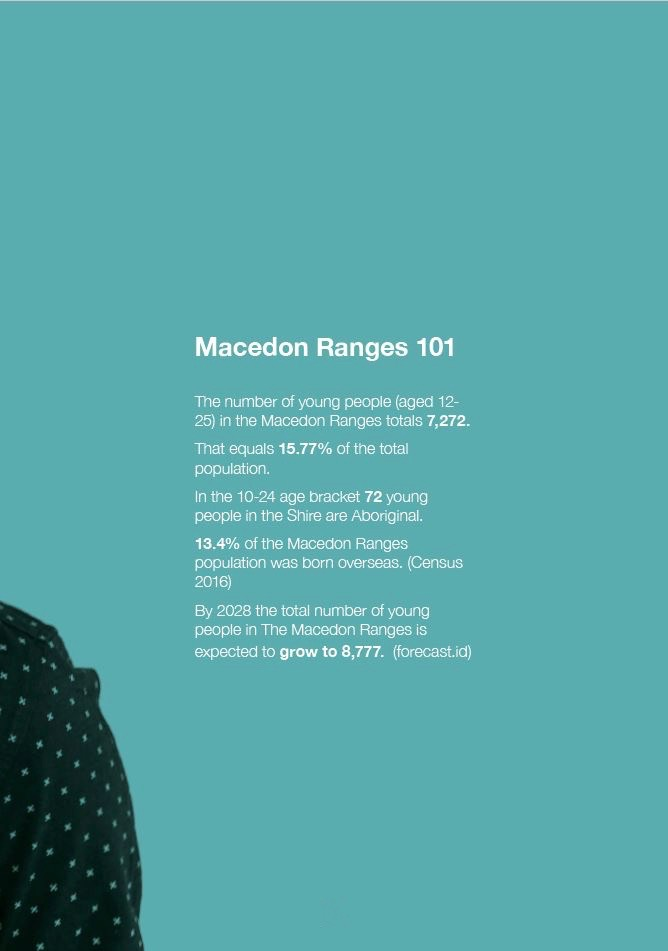 Macedon Ranges 101
The number of young people (aged 12-
25) in the Macedon Ranges totals 7,272.
That equals 15.77% of the total
population.
In the 10-24 age bracket 72 young
people in the Shire are Aboriginal.
13.4% of the Macedon Ranges
population was born overseas. (Census
2016)
By 2028 the total number of young
people in The Macedon Ranges is
expected to grow to 8,777.  (forecast.id)